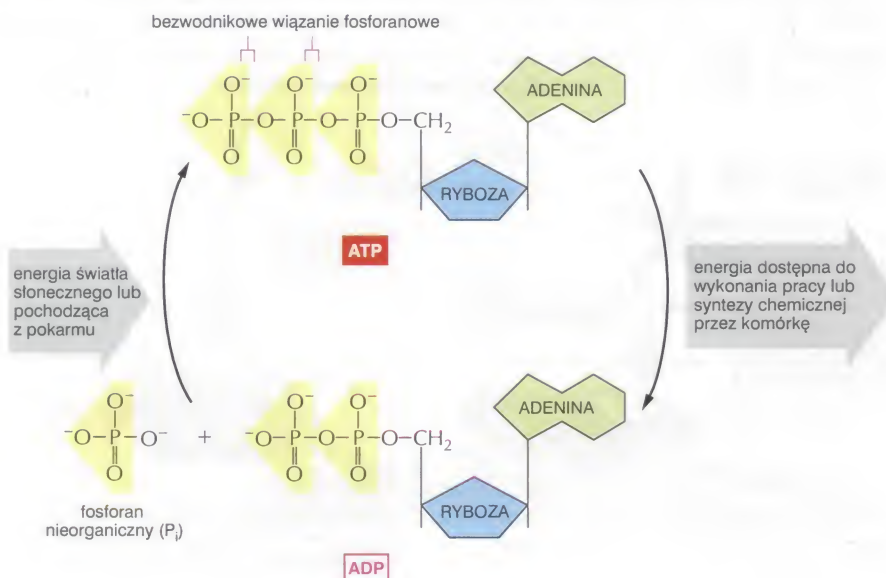 bezwodnikowe wiązanie fosforanowe
O⁻ O⁻ O⁻
⁻O—P—O—P—O—P—O—CH₂
O O O
ADENINA
RYBOZA
ATP
energia światła
słonecznego lub
pochodząca
z pokarmu
energia dostępna do
wykonania pracy lub
syntezy chemicznej
przez komórkę
O⁻
⁻O—P—O⁻
O
fosforan
nieorganiczny (Pᵢ)
+
O⁻ O⁻
⁻O—P—O—P—O—CH₂
O O
ADENINA
RYBOZA
ADP